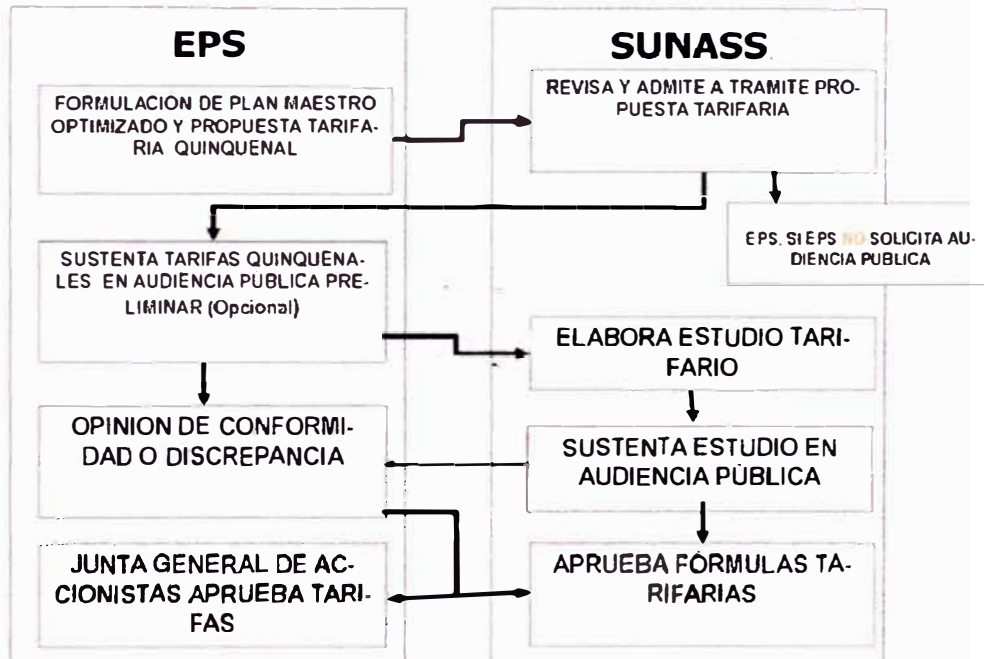 EPS
FORMULACION DE PLAN MAESTRO
OPTIMIZADO Y PROPUESTA TARIFA-
RIA QUINQUENAL
SUSTENTA TARIFAS QUINQUENA-
LES EN AUDIENCIA PUBLICA PRE-
LIMINAR (Opcional)
OPINION DE CONFORMI-
DAD O DISCREPANCIA
JUNTA GENERAL DE AC-
CIONISTAS APRUEBA TARI-
FAS
SUNASS
REVISA Y ADMITE A TRAMITE PRO-
PUESTA TARIFARIA
EPS. SI EPS NO SOLICITA AU-
DIENCIA PUBLICA
ELABORA ESTUDIO TARI-
FARIO
SUSTENTA ESTUDIO EN
AUDIENCIA PÚBLICA
APRUEBA FÓRMULAS TA-
RIFARIAS